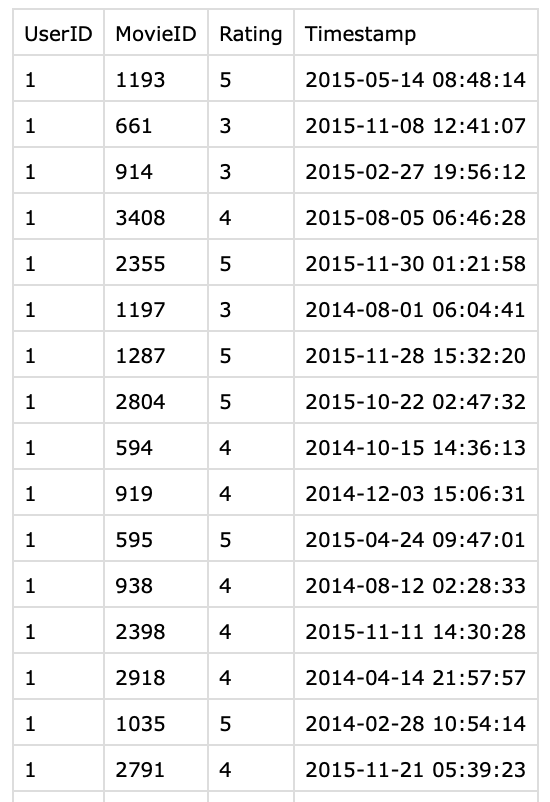 UserID MovieID Rating Timestamp
1 1193 5 2015-05-14 08:48:14
1 661 3 2015-11-08 12:41:07
1 914 3 2015-02-27 19:56:12
1 3408 4 2015-08-05 06:46:28
1 2355 5 2015-11-30 01:21:58
1 1197 3 2014-08-01 06:04:41
1 1287 5 2015-11-28 15:32:20
1 2804 5 2015-10-22 02:47:32
1 594 4 2014-10-15 14:36:13
1 919 4 2014-12-03 15:06:31
1 595 5 2015-04-24 09:47:01
1 938 4 2014-08-12 02:28:33
1 2398 4 2015-11-11 14:30:28
1 2918 4 2014-04-14 21:57:57
1 1035 5 2014-02-28 10:54:14
1 2791 4 2015-11-21 05:39:23